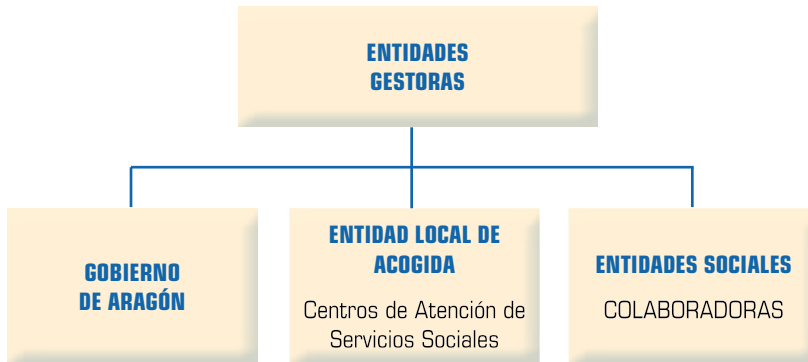 ENTIDADES
GESTORAS
GOBIERNO
DE ARAGÓN
ENTIDAD LOCAL DE
ACOGIDA
Centros de Atención de
Servicios Sociales
ENTIDADES SOCIALES
COLABORADORAS